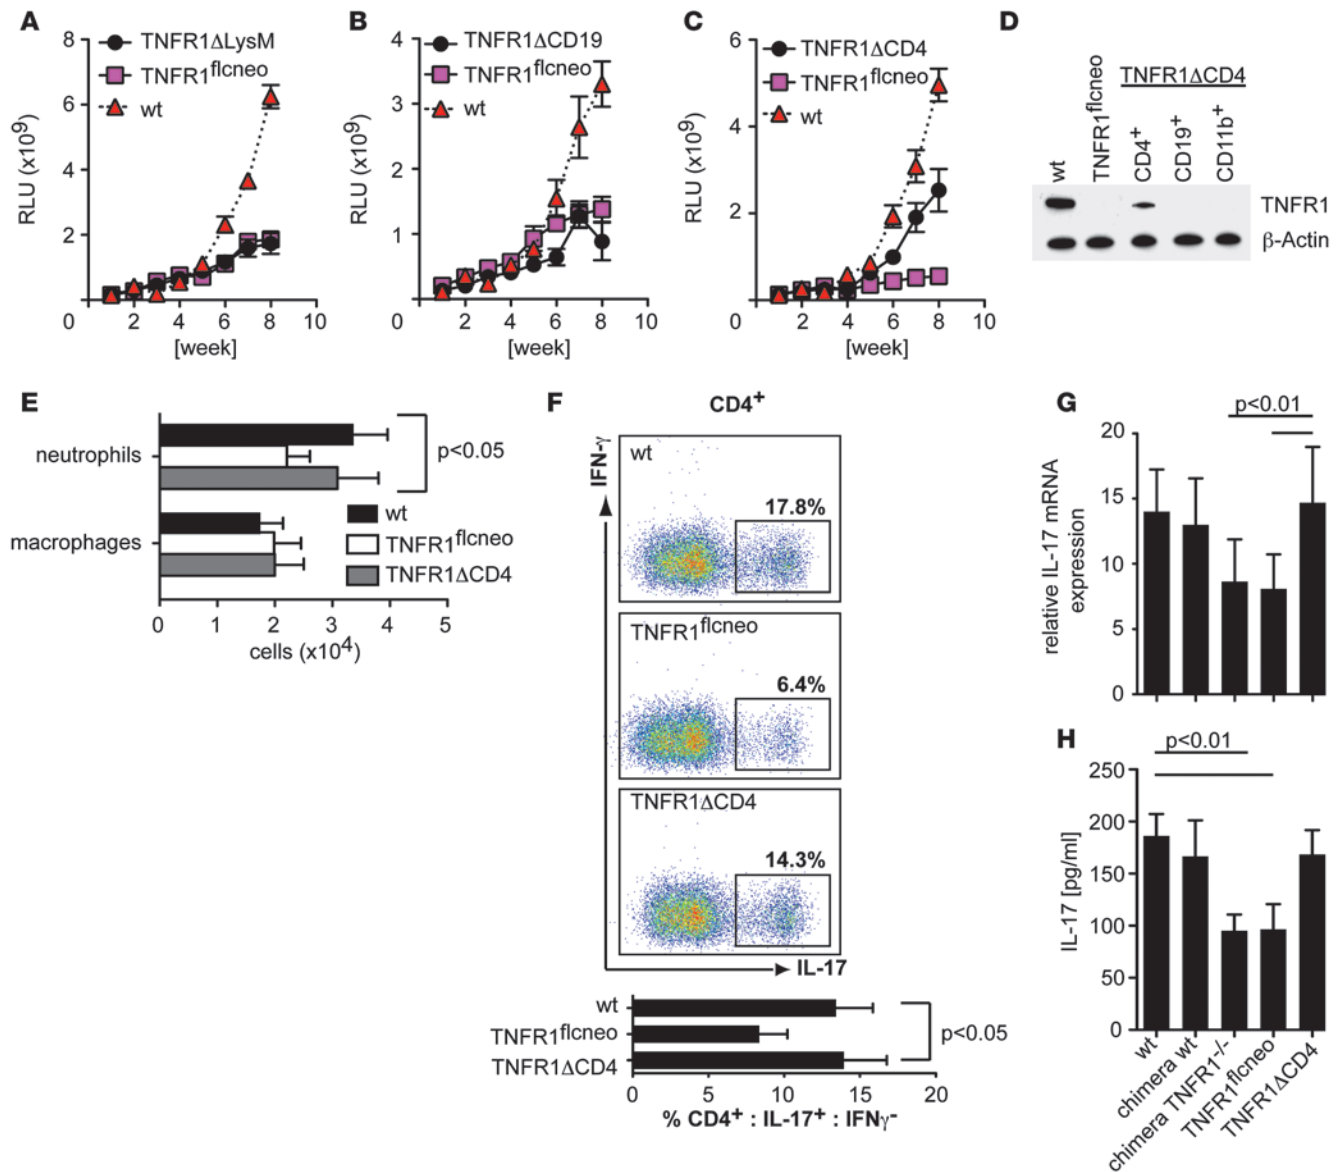 A
TNFR1ΔLysM
TNFR1flcneo
wt
RLU (x10⁹)
8
6
4
2
0
2 4 6 8 10
[week]
B
TNFR1ΔCD19
TNFR1flcneo
wt
RLU (x10⁹)
4
3
2
1
0
2 4 6 8 10
[week]
C
TNFR1ΔCD4
TNFR1flcneo
wt
RLU (x10⁹)
6
4
2
0
2 4 6 8 10
[week]
D
TNFR1ΔCD4
wt
TNFR1flcneo
CD4⁺
CD19⁺
CD11b⁺
TNFR1
β-Actin
E
neutrophils
macrophages
p<0.05
wt
TNFR1flcneo
TNFR1ΔCD4
0 1 2 3 4 5
cells (x10⁴)
F
CD4⁺
IFN-γ
wt
17.8%
TNFR1flcneo
6.4%
TNFR1ΔCD4
14.3%
IL-17
wt
TNFR1flcneo
TNFR1ΔCD4
p<0.05
0 5 10 15 20
% CD4⁺ : IL-17⁺ : IFNγ⁻
G
p<0.01
relative IL-17 mRNA
expression
20
15
10
5
0
H
p<0.01
IL-17 [pg/ml]
250
200
150
100
50
0
wt
chimera wt
chimera TNFR1⁻/⁻
TNFR1flcneo
TNFR1ΔCD4